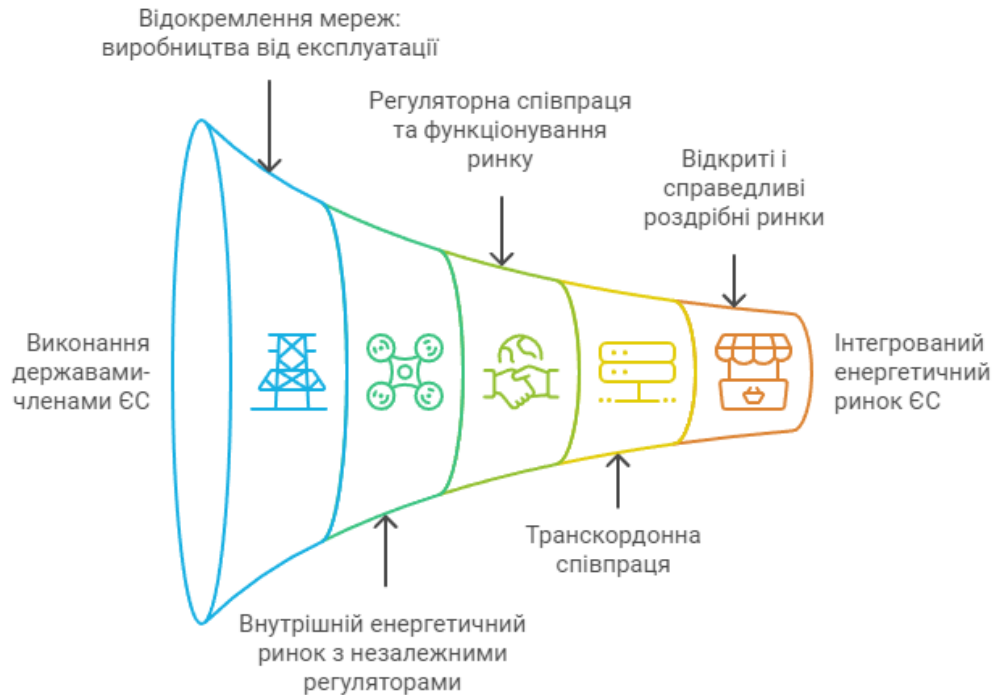 Відокремлення мереж:
виробництва від експлуатації
Регуляторна співпраця
та функціонування
ринку
Відкриті і
справедливі
роздрібні ринки
Виконання
державами-
членами ЄС
Інтегрований
енергетичний
ринок ЄС
Транскордонна
співпраця
Внутрішній енергетичний
ринок з незалежними
регуляторами